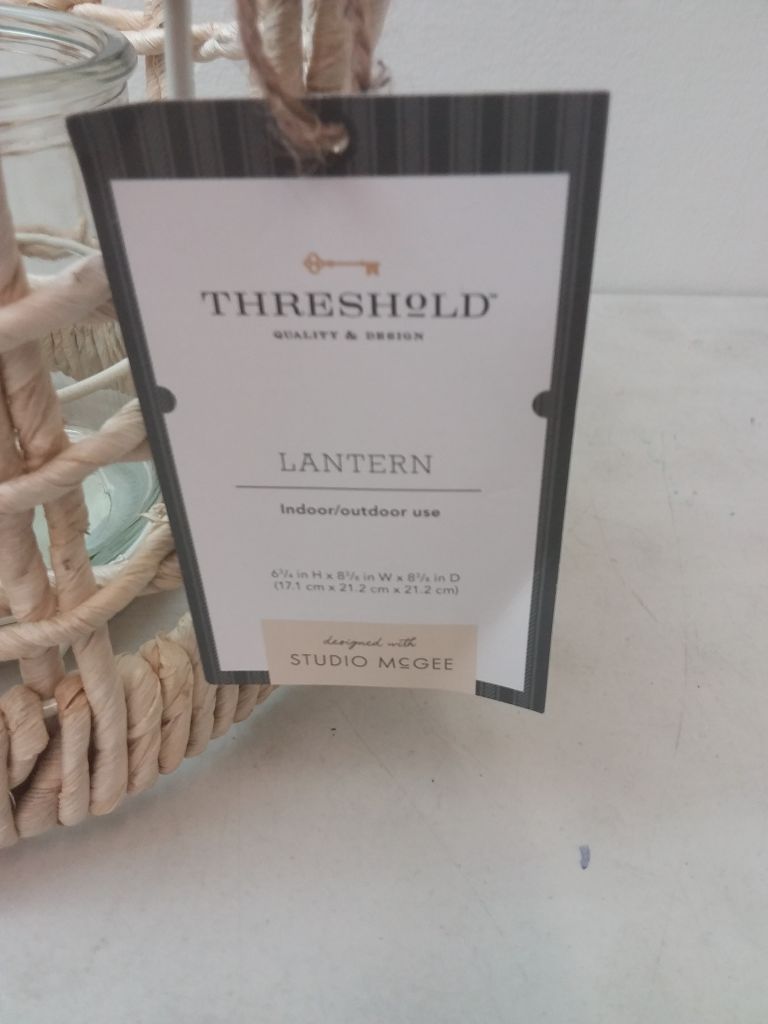 THRESHOLD™
QUALITY & DESIGN
LANTERN
Indoor/outdoor use
6³/₄ in H x 8³/₈ in W x 8³/₈ in D
(17.1 cm x 21.2 cm x 21.2 cm)
designed with
STUDIO McGEE